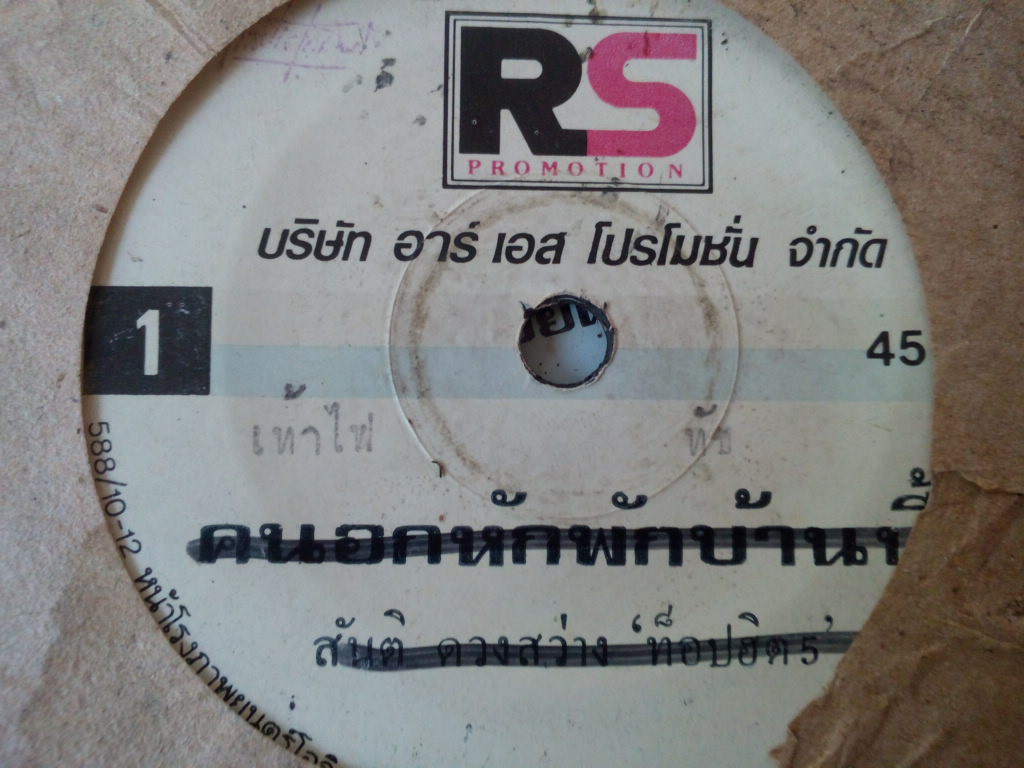 RS
PROMOTION
บริษัท อาร์ เอส โปรโมชั่น จำกัด
1
45
เท้าไฟ
ทัช
คนอกหักพักบ้านนี้
สันติ ดวงสว่าง ‘ท็อปฮิต5’
588/10-12 หน้าโรงภาพยนตร์